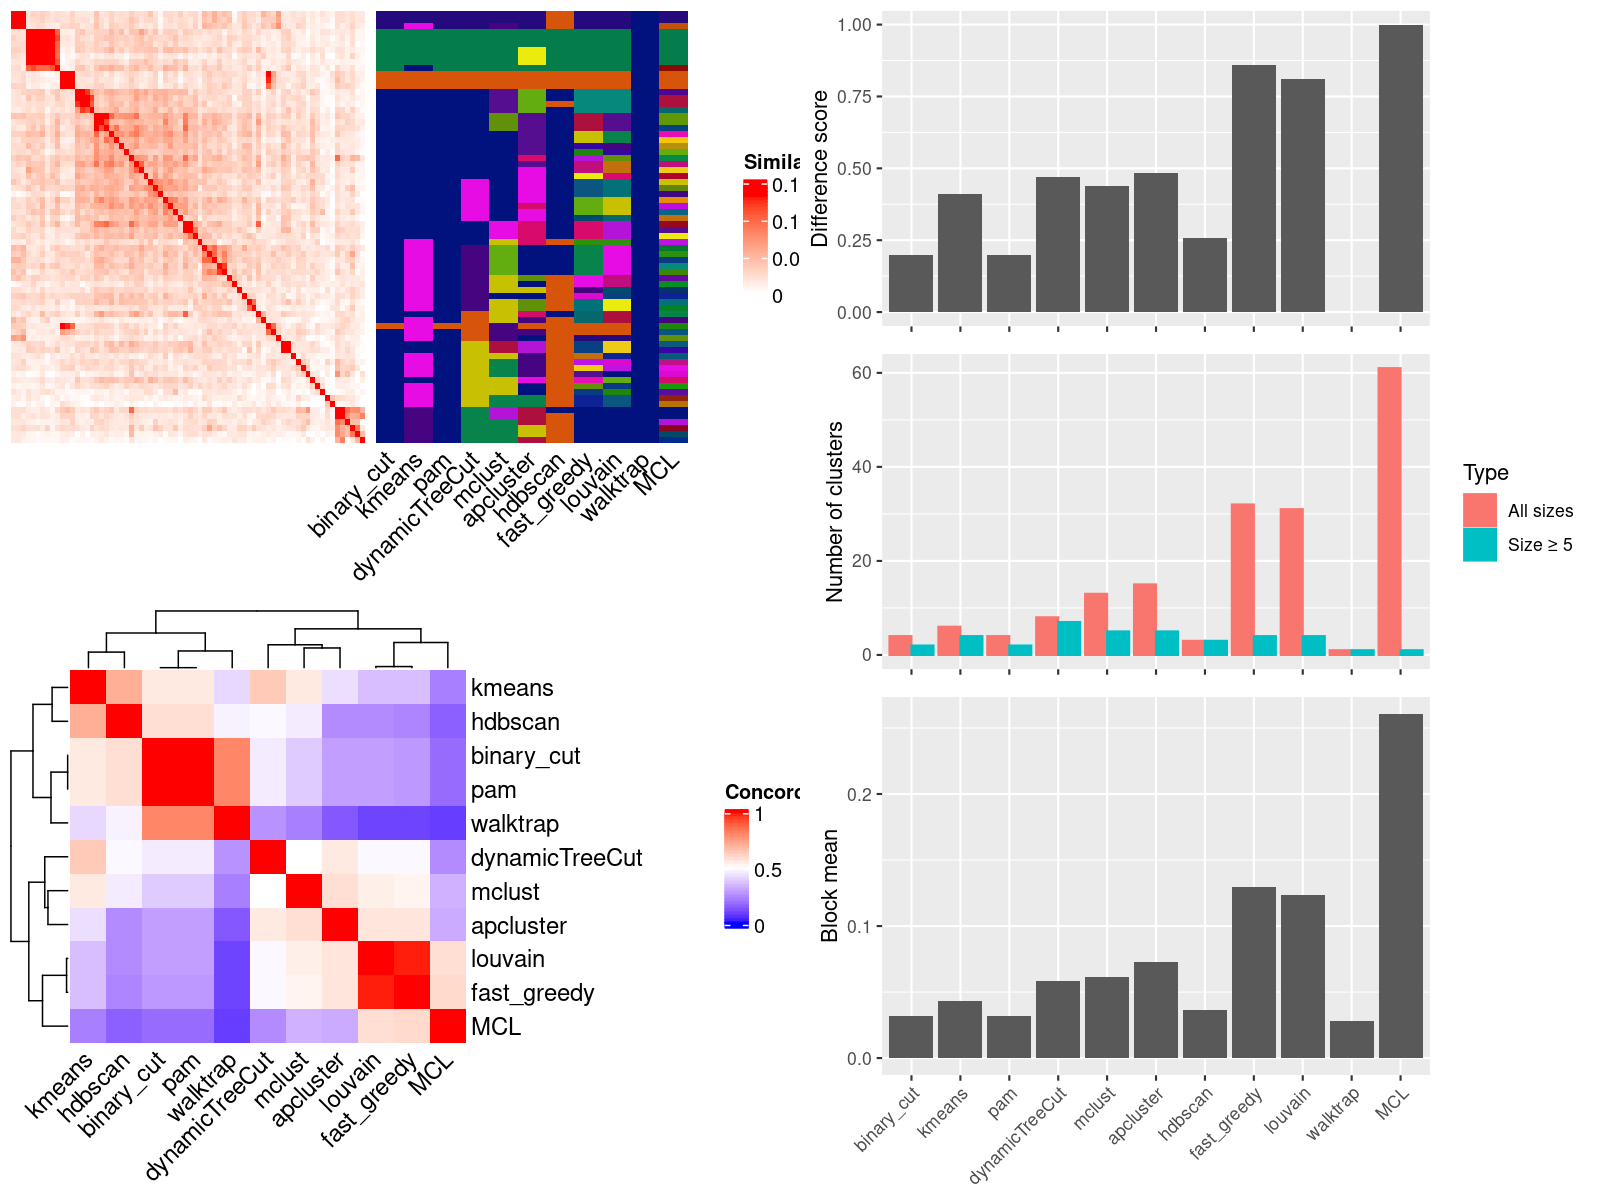 Simila
0.1
0.1
0.0
0
binary_cut
kmeans
pam
dynamicTreeCut
mclust
apcluster
hdbscan
fast_greedy
louvain
walktrap
MCL
kmeans
hdbscan
binary_cut
pam
walktrap
dynamicTreeCut
mclust
apcluster
louvain
fast_greedy
MCL
kmeans
hdbscan
binary_cut
pam
walktrap
dynamicTreeCut
mclust
apcluster
louvain
fast_greedy
MCL
Concord
1
0.5
0
Difference score
1.00
0.75
0.50
0.25
0.00
Number of clusters
60
40
20
0
Type
All sizes
Size ≥ 5
Block mean
0.2
0.1
0.0
binary_cut
kmeans
pam
dynamicTreeCut
mclust
apcluster
hdbscan
fast_greedy
louvain
walktrap
MCL